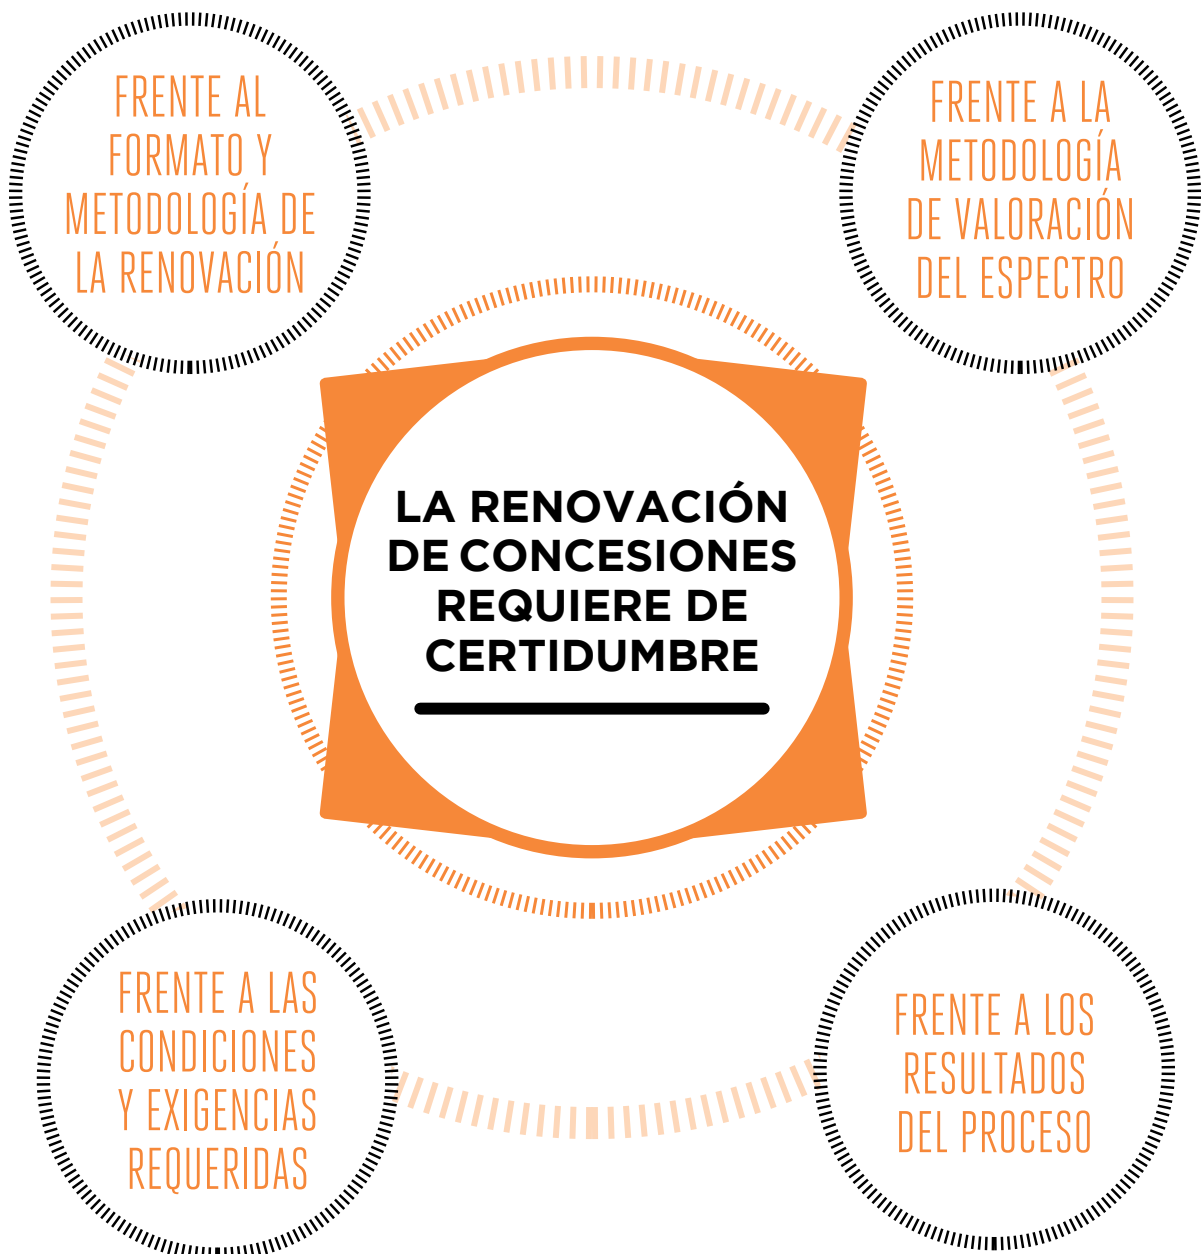 FRENTE AL
FORMATO Y
METODOLOGÍA DE
LA RENOVACIÓN
FRENTE A LA
METODOLOGÍA
DE VALORACIÓN
DEL ESPECTRO
LA RENOVACIÓN
DE CONCESIONES
REQUIERE DE
CERTIDUMBRE
FRENTE A LAS
CONDICIONES
Y EXIGENCIAS
REQUERIDAS
FRENTE A LOS
RESULTADOS
DEL PROCESO